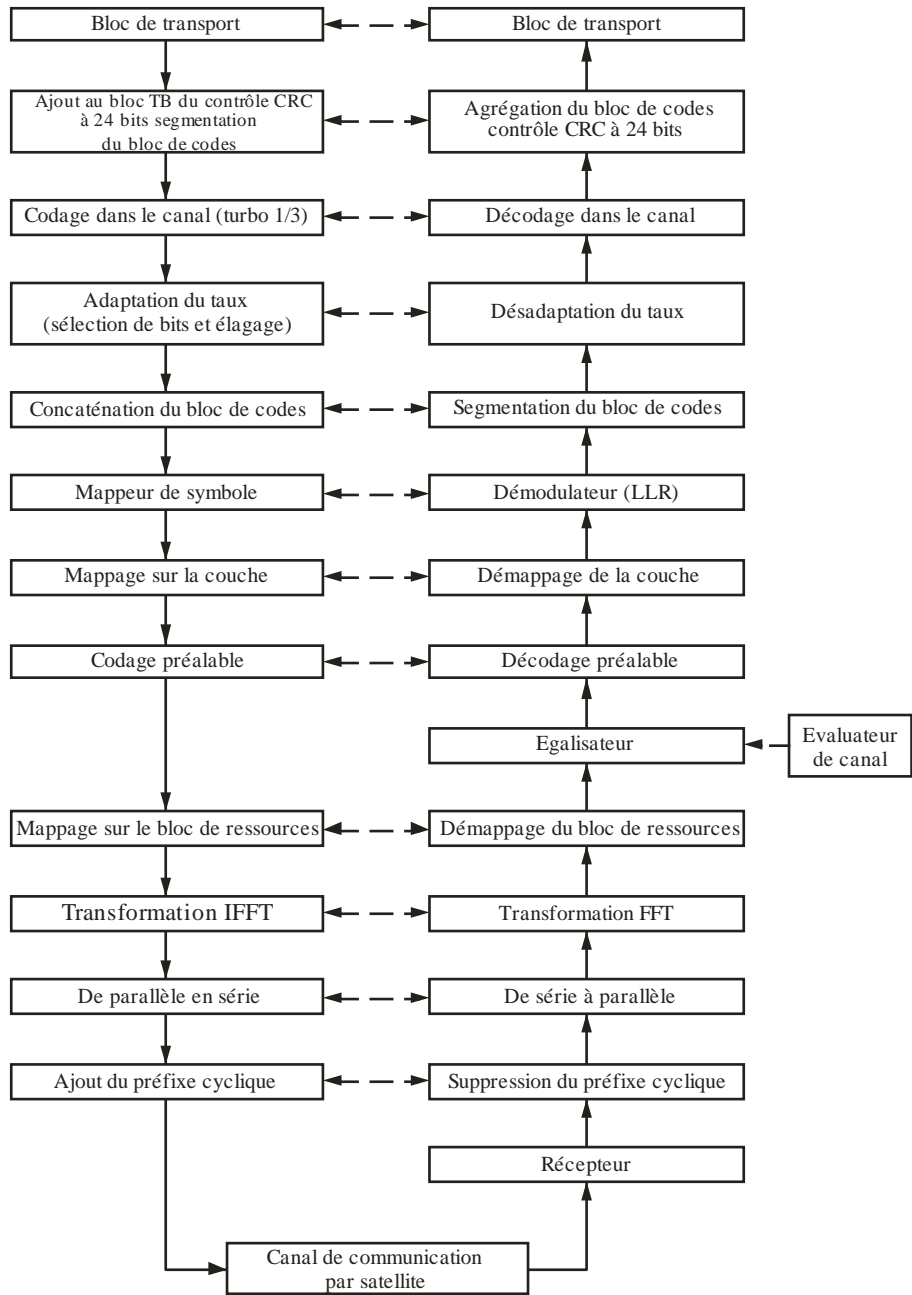 Bloc de transport
Bloc de transport
Ajout au bloc TB du contrôle CRC
à 24 bits segmentation
du bloc de codes
Agrégation du bloc de codes
contrôle CRC à 24 bits
Codage dans le canal (turbo 1/3)
Décodage dans le canal
Adaptation du taux
(sélection de bits et élagage)
Désadaptation du taux
Concaténation du bloc de codes
Segmentation du bloc de codes
Mappeur de symbole
Démodulateur (LLR)
Mappage sur la couche
Démappage de la couche
Codage préalable
Décodage préalable
Egalisateur
Evaluateur
de canal
Mappage sur le bloc de ressources
Démappage du bloc de ressources
Transformation IFFT
Transformation FFT
De parallèle en série
De série à parallèle
Ajout du préfixe cyclique
Suppression du préfixe cyclique
Récepteur
Canal de communication
par satellite